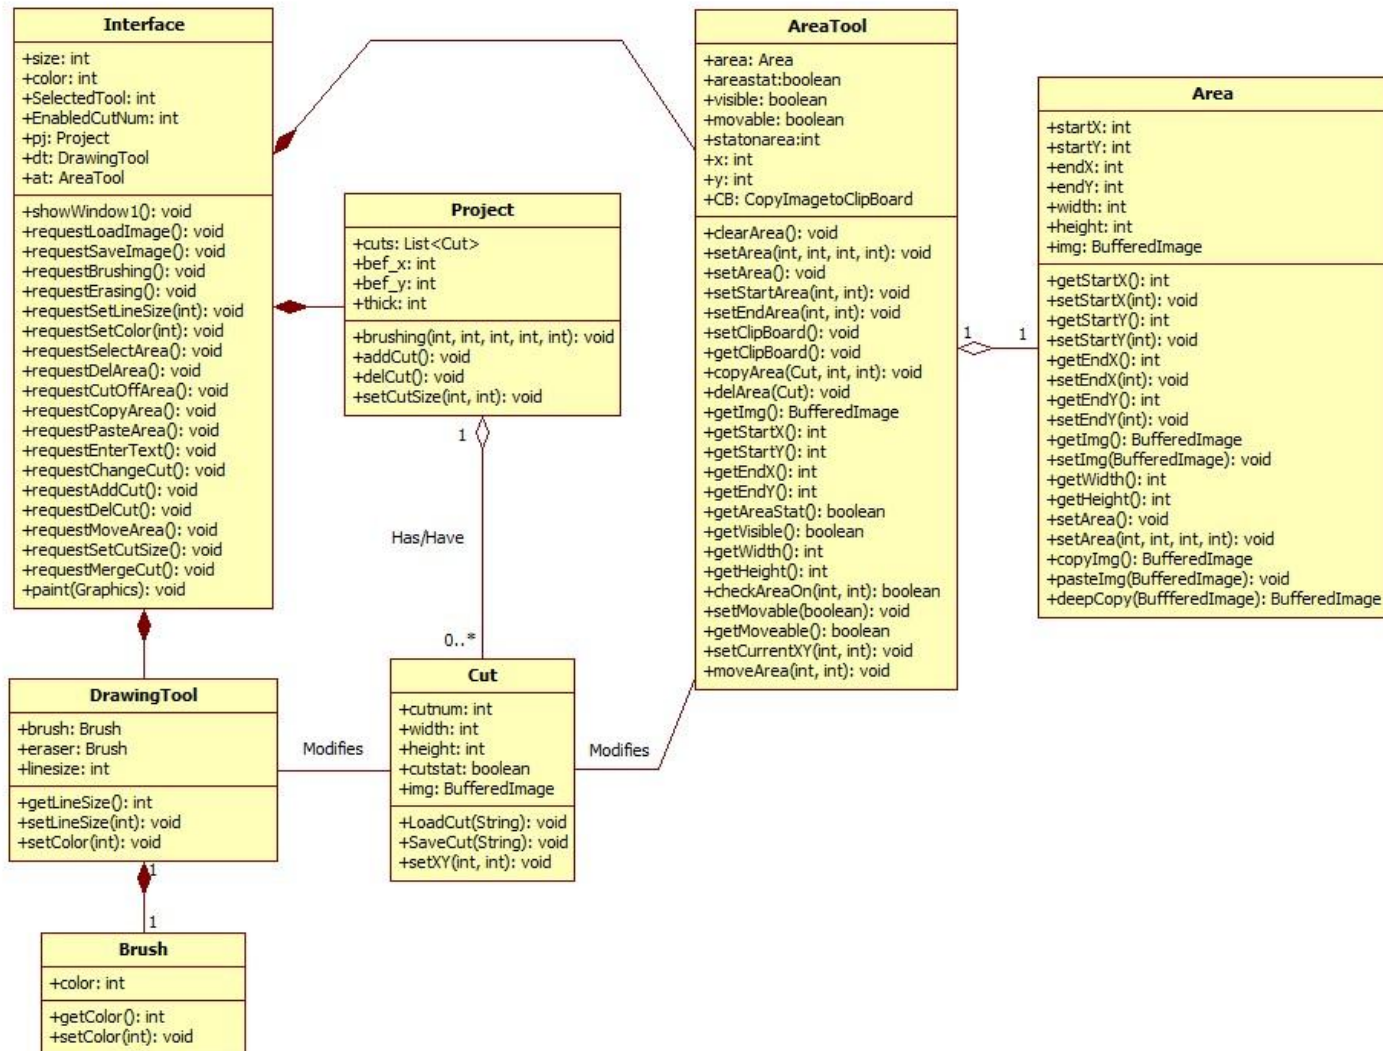 Interface
+size: int
+color: int
+SelectedTool: int
+EnabledCutNum: int
+pj: Project
+dt: DrawingTool
+at: AreaTool
+showWindow1(): void
+requestLoadImage(): void
+requestSaveImage(): void
+requestBrushing(): void
+requestErasing(): void
+requestSetLineSize(int): void
+requestSetColor(int): void
+requestSelectArea(): void
+requestDelArea(): void
+requestCutOffArea(): void
+requestCopyArea(): void
+requestPasteArea(): void
+requestEnterText(): void
+requestChangeCut(): void
+requestAddCut(): void
+requestDelCut(): void
+requestMoveArea(): void
+requestSetCutSize(): void
+requestMergeCut(): void
+paint(Graphics): void
Project
+cuts: List<Cut>
+bef_x: int
+bef_y: int
+thick: int
+brushing(int, int, int, int, int): void
+addCut(): void
+delCut(): void
+setCutSize(int, int): void
1
Has/Have
0..*
AreaTool
+area: Area
+areastat:boolean
+visible: boolean
+movable: boolean
+statonarea:int
+x: int
+y: int
+CB: CopyImagetoClipBoard
+clearArea(): void
+setArea(int, int, int, int): void
+setArea(): void
+setStartArea(int, int): void
+setEndArea(int, int): void
+setClipBoard(): void
+getClipBoard(): void
+copyArea(Cut, int, int): void
+delArea(Cut): void
+getImg(): BufferedImage
+getStartX(): int
+getStartY(): int
+getEndX(): int
+getEndY(): int
+getAreaStat(): boolean
+getVisible(): boolean
+getWidth(): int
+getHeight(): int
+checkAreaOn(int, int): boolean
+setMovable(boolean): void
+getMoveable(): boolean
+setCurrentXY(int, int): void
+moveArea(int, int): void
1
1
Area
+startX: int
+startY: int
+endX: int
+endY: int
+width: int
+height: int
+img: BufferedImage
+getStartX(): int
+setStartX(int): void
+getStartY(): int
+setStartY(int): void
+getEndX(): int
+setEndX(int): void
+getEndY(): int
+setEndY(int): void
+getImg(): BufferedImage
+setImg(BufferedImage): void
+getWidth(): int
+getHeight(): int
+setArea(): void
+setArea(int, int, int, int): void
+copyImg(): BufferedImage
+pasteImg(BufferedImage): void
+deepCopy(BuffferedImage): BufferedImage
DrawingTool
+brush: Brush
+eraser: Brush
+linesize: int
+getLineSize(): int
+setLineSize(int): void
+setColor(int): void
Modifies
Cut
+cutnum: int
+width: int
+height: int
+cutstat: boolean
+img: BufferedImage
+LoadCut(String): void
+SaveCut(String): void
+setXY(int, int): void
Modifies
1
1
Brush
+color: int
+getColor(): int
+setColor(int): void